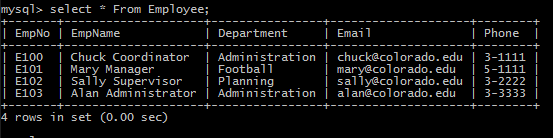 mysql> select * From Employee;
+-------+--------------------+----------------+--------------------+--------+
| EmpNo | EmpName            | Department     | Email              | Phone  |
+-------+--------------------+----------------+--------------------+--------+
| E100  | Chuck Coordinator  | Administration | chuck@colorado.edu | 3-1111 |
| E101  | Mary Manager       | Football       | mary@colorado.edu  | 5-1111 |
| E102  | Sally Supervisor   | Planning       | sally@colorado.edu | 3-2222 |
| E103  | Alan Administrator | Administration | alan@colorado.edu  | 3-3333 |
+-------+--------------------+----------------+--------------------+--------+
4 rows in set (0.00 sec)